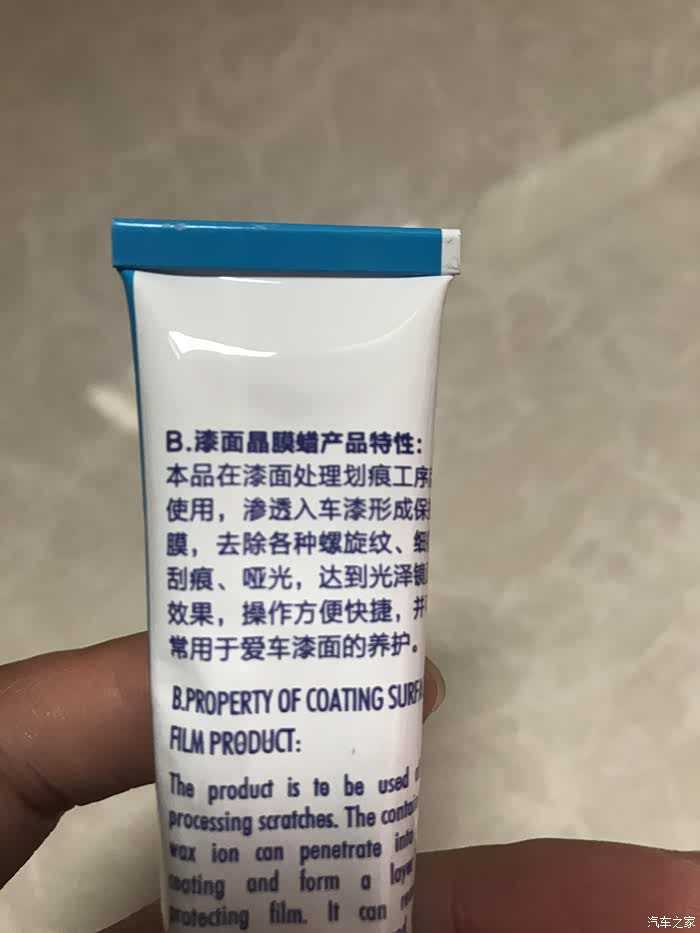 B.漆面晶膜蜡产品特性:
本品在漆面处理划痕工序
使用，渗透入车漆形成保
膜，去除各种螺旋纹、细
刮痕、哑光，达到光泽镜
效果，操作方便快捷，并
常用于爱车漆面的养护。
B.PROPERTY OF COATING
FILM PRODUCT:
The product is to be used
processing scratches. The
wax ion can penetrate into
coating and form a layer
protecting film. It can
汽车之家